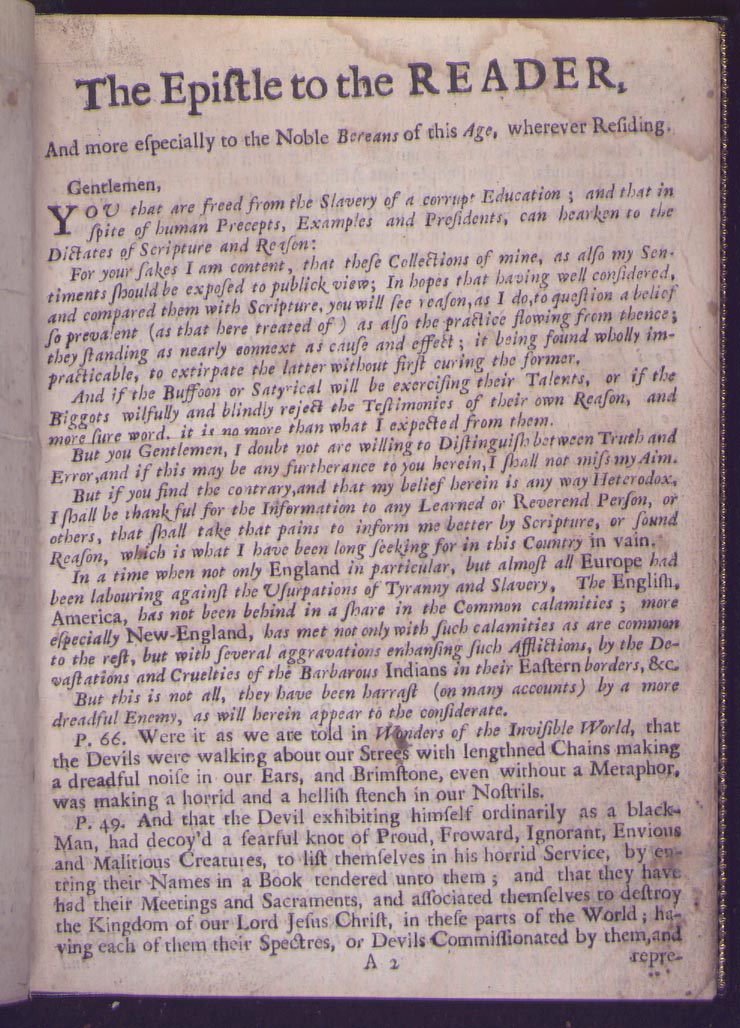 The Epiſtle to the READER,
And more eſpecially to the Noble Bereans of this Age, wherever Reſiding.
Gentlemen,
YOU that are freed from the Slavery of a corrupt Education; and that in
ſpite of human Precepts, Examples and Preſidents, can hearken to the
Dictates of Scripture and Reaſon:
For your ſakes I am content, that theſe Collections of mine, as alſo my Sen-
timents ſhould be expoſed to publick view; In hopes that having well conſidered,
and compared them with Scripture, you will ſee reaſon, as I do, to queſtion a belief
ſo prevalent (as that here treated of) as alſo the practice flowing from thence;
they ſtanding as nearly connext as cauſe and effect; it being found wholly im-
practicable, to extirpate the latter without firſt curing the former.
And if the Buffoon or Satyrical will be exerciſing their Talents, or if the
Biggots wilfully and blindly reject the Teſtimonies of their own Reaſon, and
more ſure word. it is no more than what I expected from them.
But you Gentlemen, I doubt not are willing to Diſtinguiſh between Truth and
Error, and if this may be any furtherance to you herein, I ſhall not miſs my Aim.
But if you find the contrary, and that my belief herein is any way Heterodox,
I ſhall be thankful for the Information to any Learned or Reverend Perſon, or
others, that ſhall take that pains to inform me better by Scripture, or ſound
Reaſon, which is what I have been long ſeeking for in this Country in vain.
In a time when not only England in particular, but almoſt all Europe had
been labouring againſt the Uſurpations of Tyranny and Slavery, The Engliſh,
America, has not been behind in a ſhare in the Common calamities; more
eſpecially New-England, has met not only with ſuch calamities as are common
to the reſt, but with ſeveral aggravations enhanſing ſuch Afflictions, by the De-
vaſtations and Cruelties of the Barbarous Indians in their Eaſtern borders, &c.
But this is not all, they have been harraſt (on many accounts) by a more
dreadful Enemy, as will herein appear to the conſiderate.
P. 66. Were it as we are told in Wonders of the Inviſible World, that
the Devils were walking about our Strees with lengthned Chains making
a dreadful noiſe in our Ears, and Brimſtone, even without a Metaphor,
was making a horrid and a helliſh ſtench in our Noſtrils.
P. 49. And that the Devil exhibiting himſelf ordinarily as a black-
Man, had decoy'd a fearful knot of Proud, Froward, Ignorant, Envious
and Malitious Creatures, to liſt themſelves in his horrid Service, by en-
tring their Names in a Book tendered unto them; and that they have
had their Meetings and Sacraments, and aſſociated themſelves to deſtroy
the Kingdom of our Lord Jeſus Chriſt, in theſe parts of the World; ha-
ving each of them their Spectres, or Devils Commiſſionated by them, and
A 2
repre-